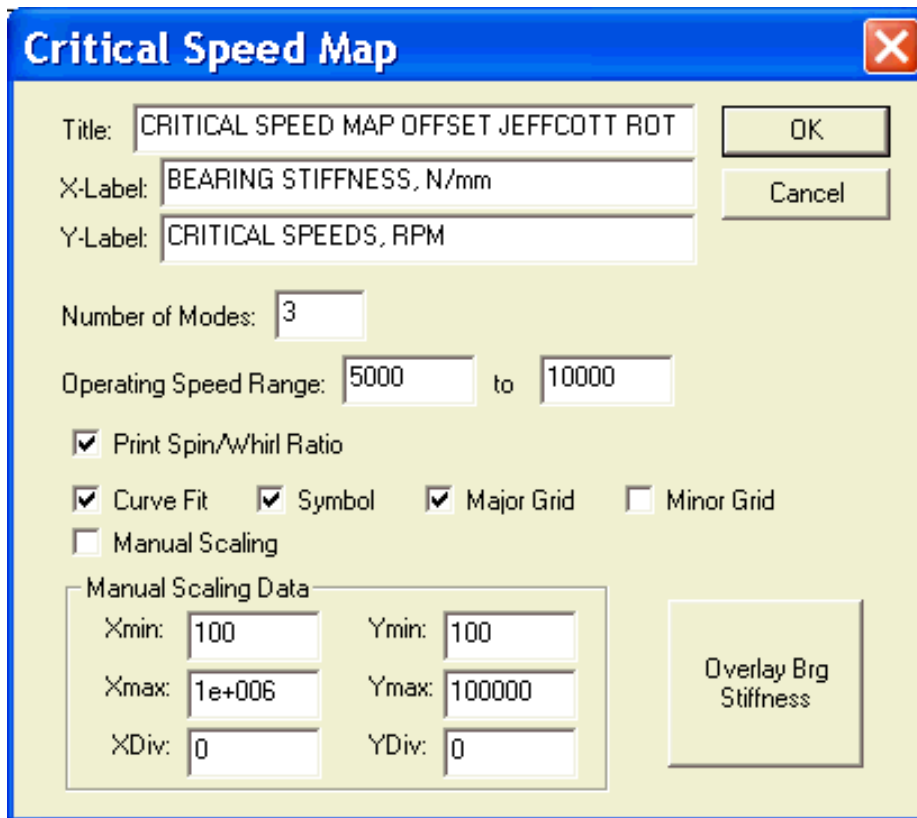 Critical Speed Map
Title: CRITICAL SPEED MAP OFFSET JEFFCOTT ROT
OK
X-Label: BEARING STIFFNESS, N/mm
Cancel
Y-Label: CRITICAL SPEEDS, RPM
Number of Modes: 3
Operating Speed Range: 5000 to 10000
Print Spin/Whirl Ratio
Curve Fit Symbol Major Grid Minor Grid
Manual Scaling
Manual Scaling Data
Xmin: 100 Ymin: 100
Xmax: 1e+006 Ymax: 100000
XDiv: 0 YDiv: 0
Overlay Brg
Stiffness